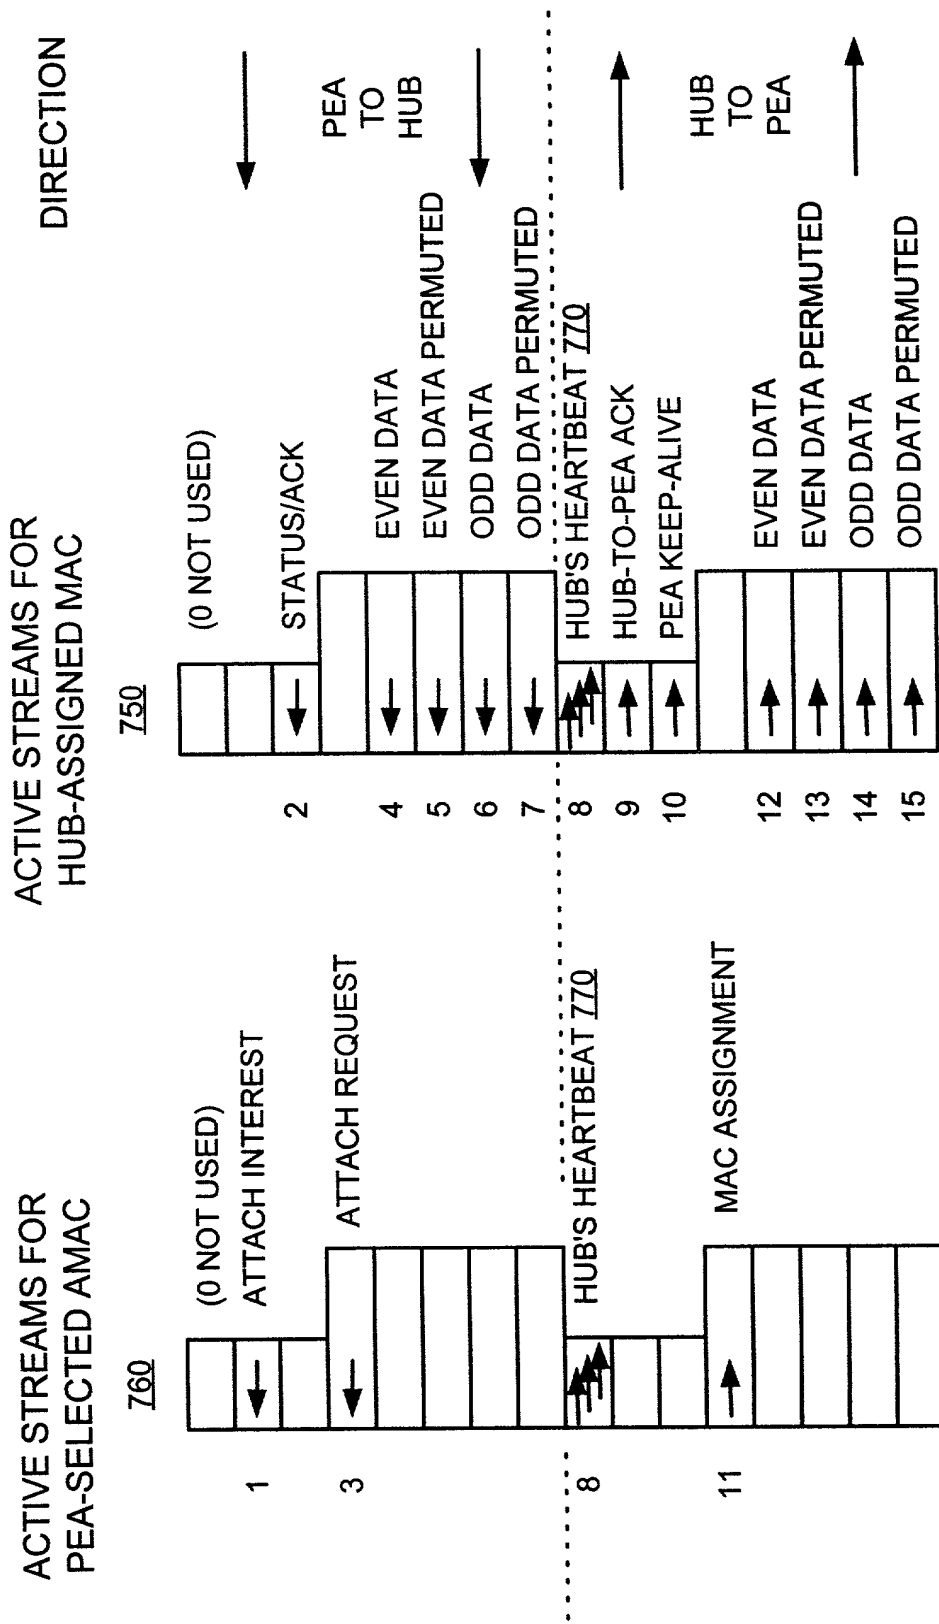 ACTIVE STREAMS FOR
PEA-SELECTED AMAC
760
(0 NOT USED)
1 ATTACH INTEREST
3 ATTACH REQUEST
8 HUB'S HEARTBEAT 770
11 MAC ASSIGNMENT
ACTIVE STREAMS FOR
HUB-ASSIGNED MAC
750
(0 NOT USED)
2 STATUS/ACK
4 EVEN DATA
5 EVEN DATA PERMUTED
6 ODD DATA
7 ODD DATA PERMUTED
8 HUB'S HEARTBEAT 770
9 HUB-TO-PEA ACK
10 PEA KEEP-ALIVE
12 EVEN DATA
13 EVEN DATA PERMUTED
14 ODD DATA
15 ODD DATA PERMUTED
DIRECTION
PEA
TO
HUB
HUB
TO
PEA